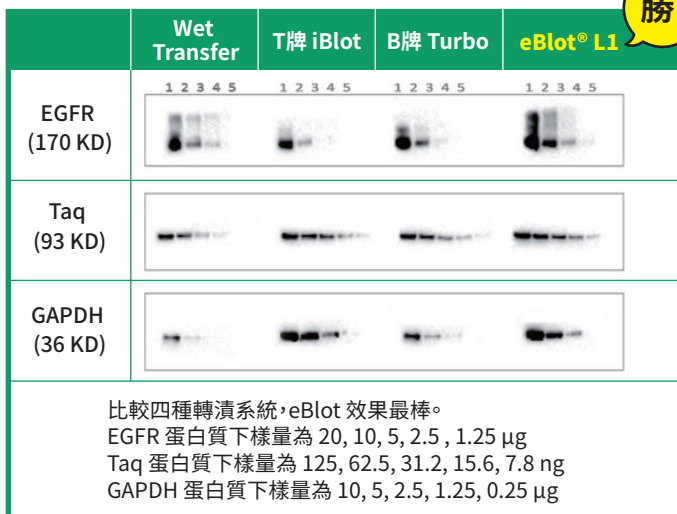 勝
Wet Transfer T牌 iBlot B牌 Turbo eBlot® L1
1 2 3 4 5 1 2 3 4 5 1 2 3 4 5 1 2 3 4 5
EGFR
(170 KD)
Taq
(93 KD)
GAPDH
(36 KD)
比較四種轉漬系統,eBlot 效果最棒。
EGFR 蛋白質下樣量為 20, 10, 5, 2.5 , 1.25 μg
Taq 蛋白質下樣量為 125, 62.5, 31.2, 15.6, 7.8 ng
GAPDH 蛋白質下樣量為 10, 5, 2.5, 1.25, 0.25 μg